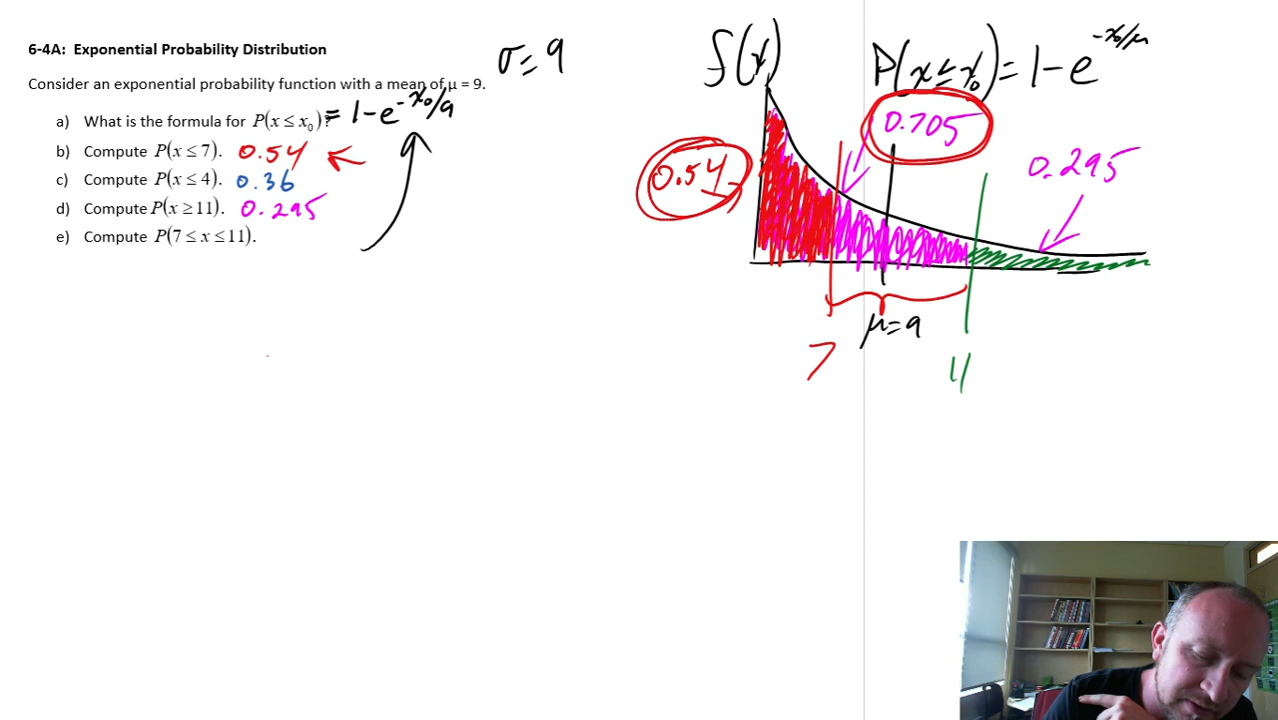 6-4A: Exponential Probability Distribution
σ = 9
Consider an exponential probability function with a mean of μ = 9.
a) What is the formula for P(x ≤ x₀)? = 1 - e^(-x₀/9)
b) Compute P(x ≤ 7). 0.54
c) Compute P(x ≤ 4). 0.36
d) Compute P(x ≥ 11). 0.295
e) Compute P(7 ≤ x ≤ 11).
f(x)
P(x ≤ x₀) = 1 - e^(-x₀/μ)
0.705
0.54
0.295
μ = 9
7
11